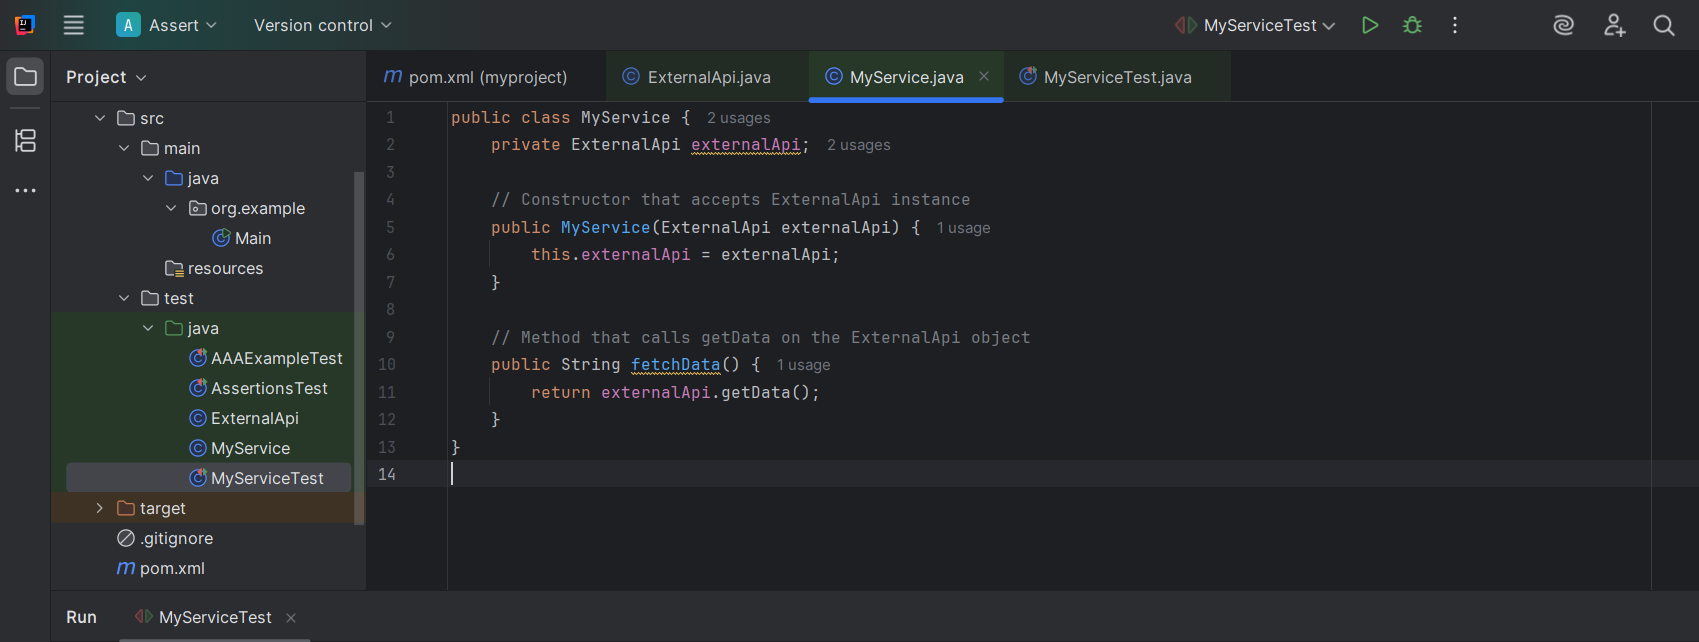 A Assert Version control MyServiceTest
Project
pom.xml (myproject) ExternalApi.java MyService.java MyServiceTest.java
src
main
java
org.example
Main
resources
test
java
AAAExampleTest
AssertionsTest
ExternalApi
MyService
MyServiceTest
target
.gitignore
pom.xml
1 public class MyService { 2 usages
2 private ExternalApi externalApi; 2 usages
3
4 // Constructor that accepts ExternalApi instance
5 public MyService(ExternalApi externalApi) { 1 usage
6 this.externalApi = externalApi;
7 }
8
9 // Method that calls getData on the ExternalApi object
10 public String fetchData() { 1 usage
11 return externalApi.getData();
12 }
13 }
14
Run MyServiceTest